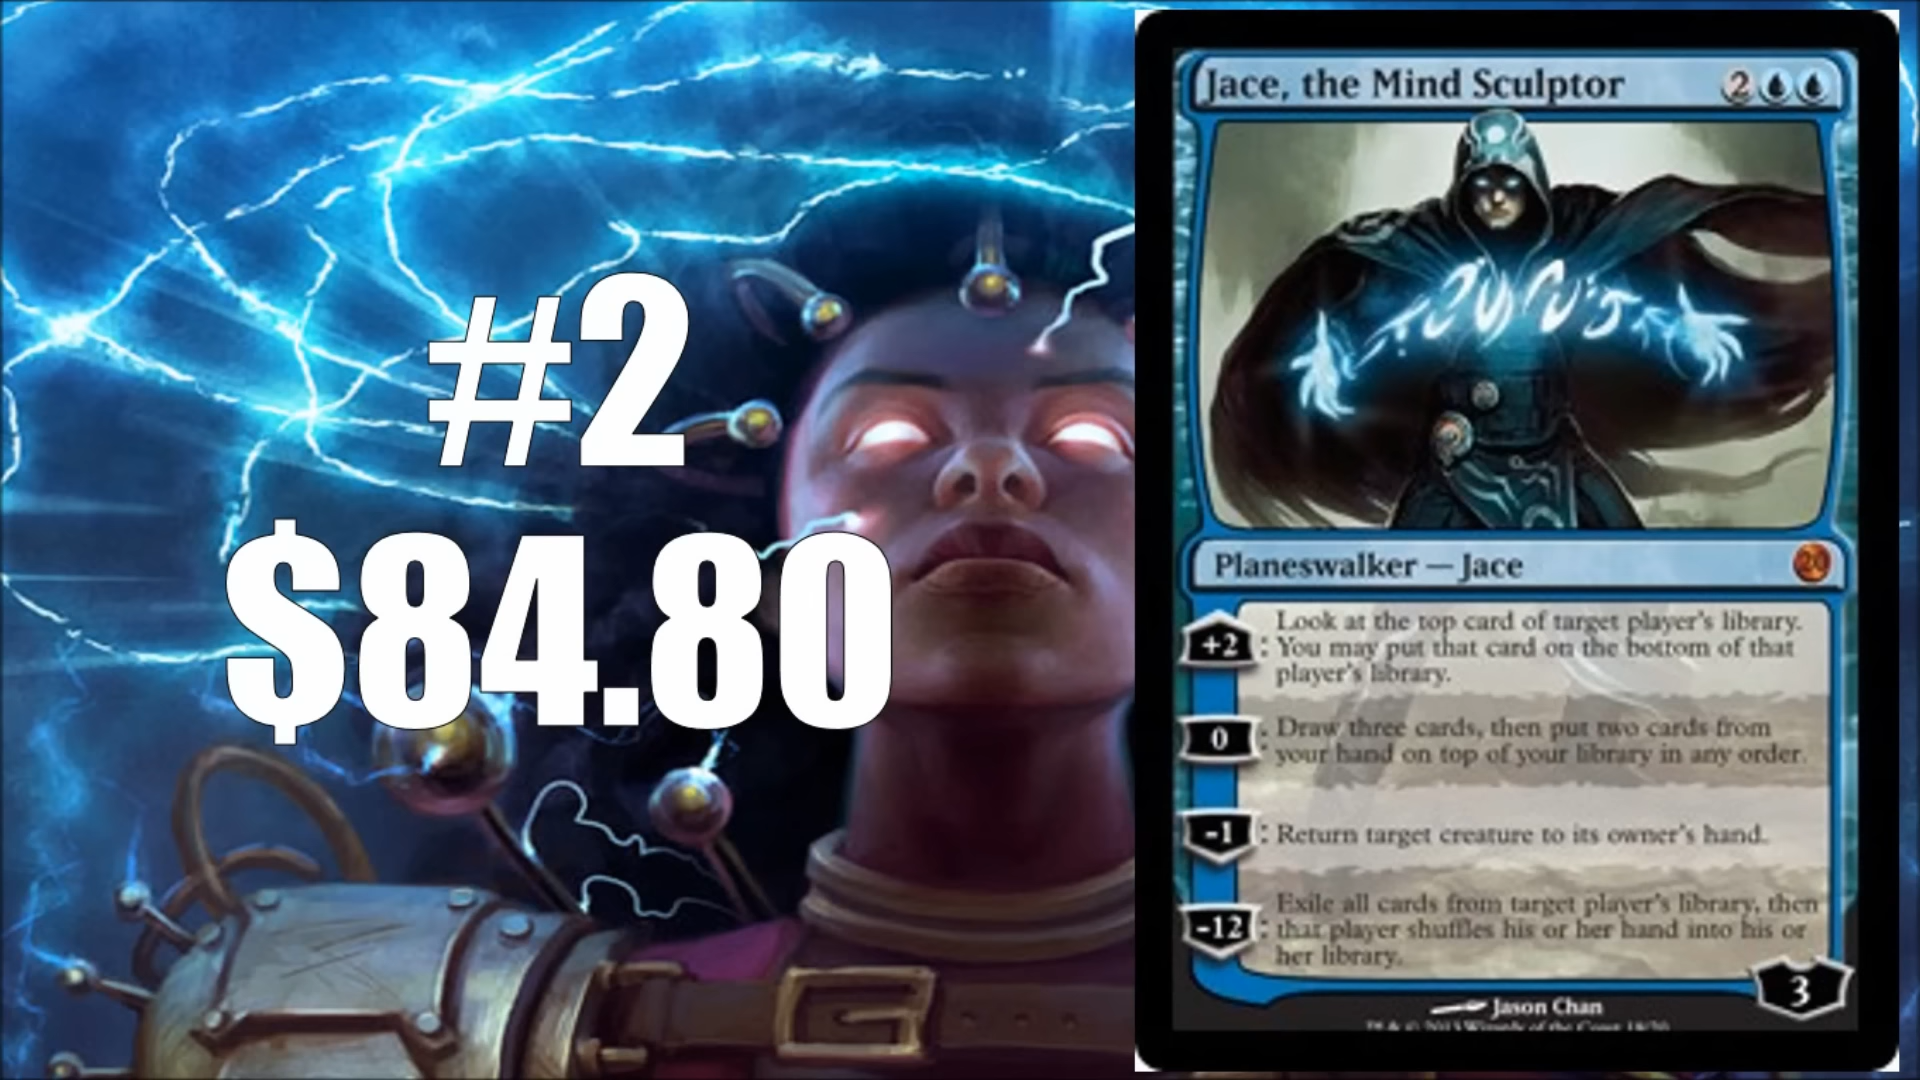 #2
$84.80
Jace, the Mind Sculptor 2
Planeswalker — Jace
20
+2: Look at the top card of target player's library.
You may put that card on the bottom of that
player's library.
0: Draw three cards, then put two cards from
your hand on top of your library in any order.
-1: Return target creature to its owner's hand.
-12: Exile all cards from target player's library, then
that player shuffles his or her hand into his or
her library.
3
Jason Chan